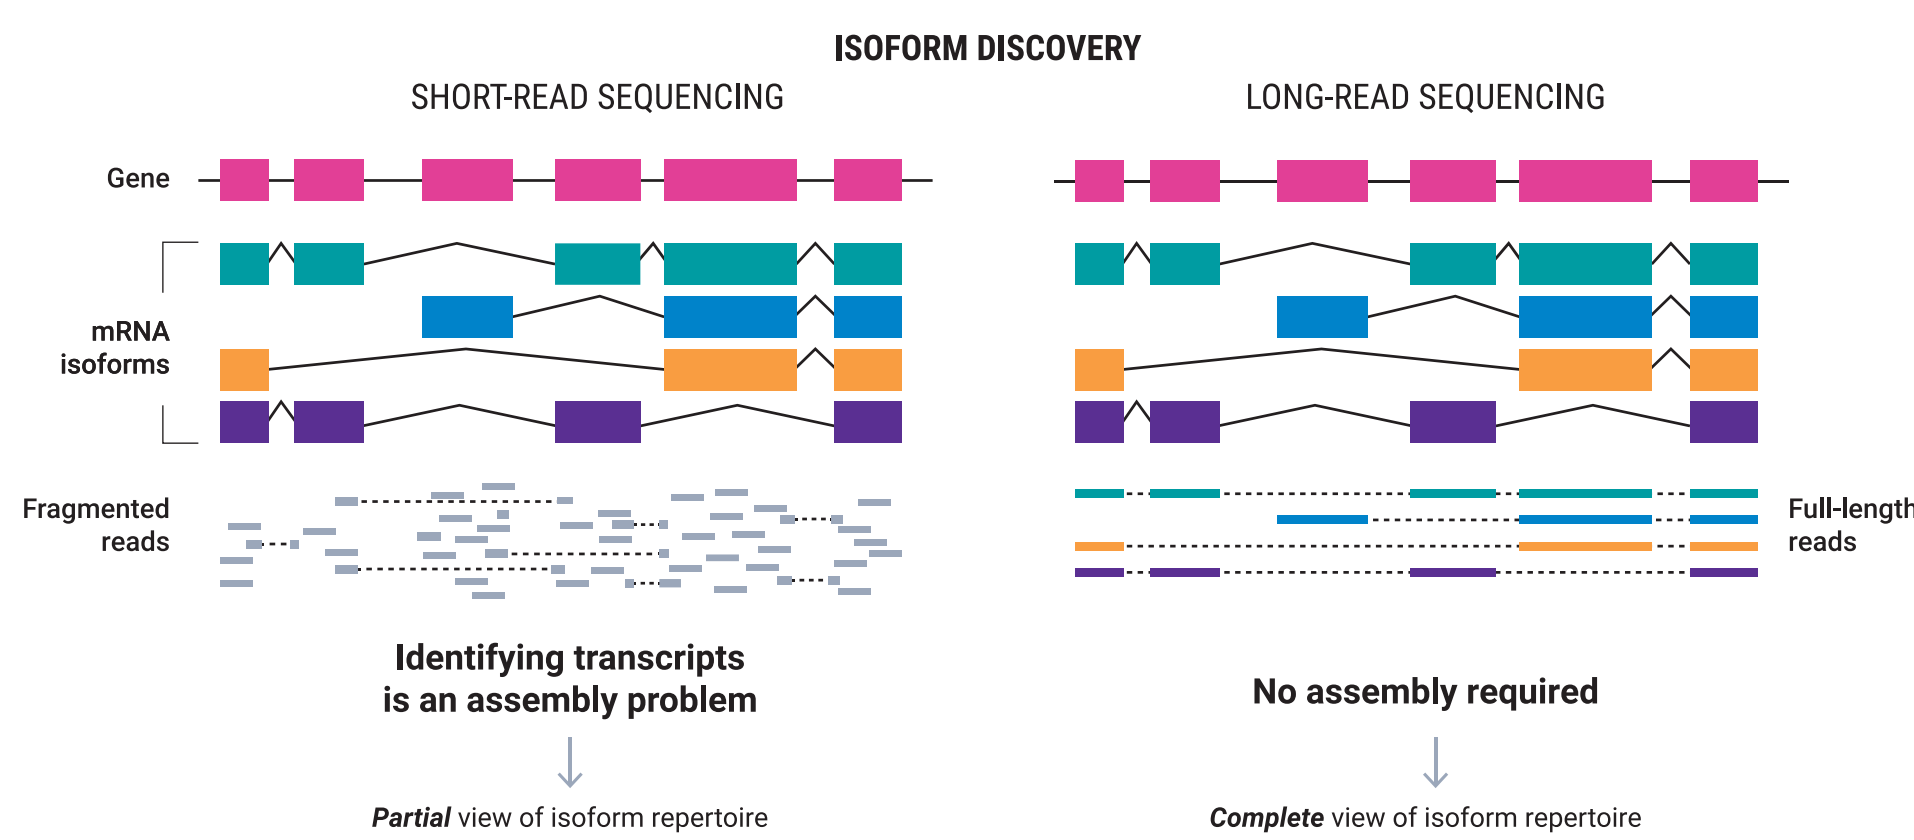 ISOFORM DISCOVERY
SHORT-READ SEQUENCING
LONG-READ SEQUENCING
Gene
mRNA
isoforms
Fragmented
reads
Full-length
reads
Identifying transcripts
is an assembly problem
No assembly required
Partial view of isoform repertoire
Complete view of isoform repertoire